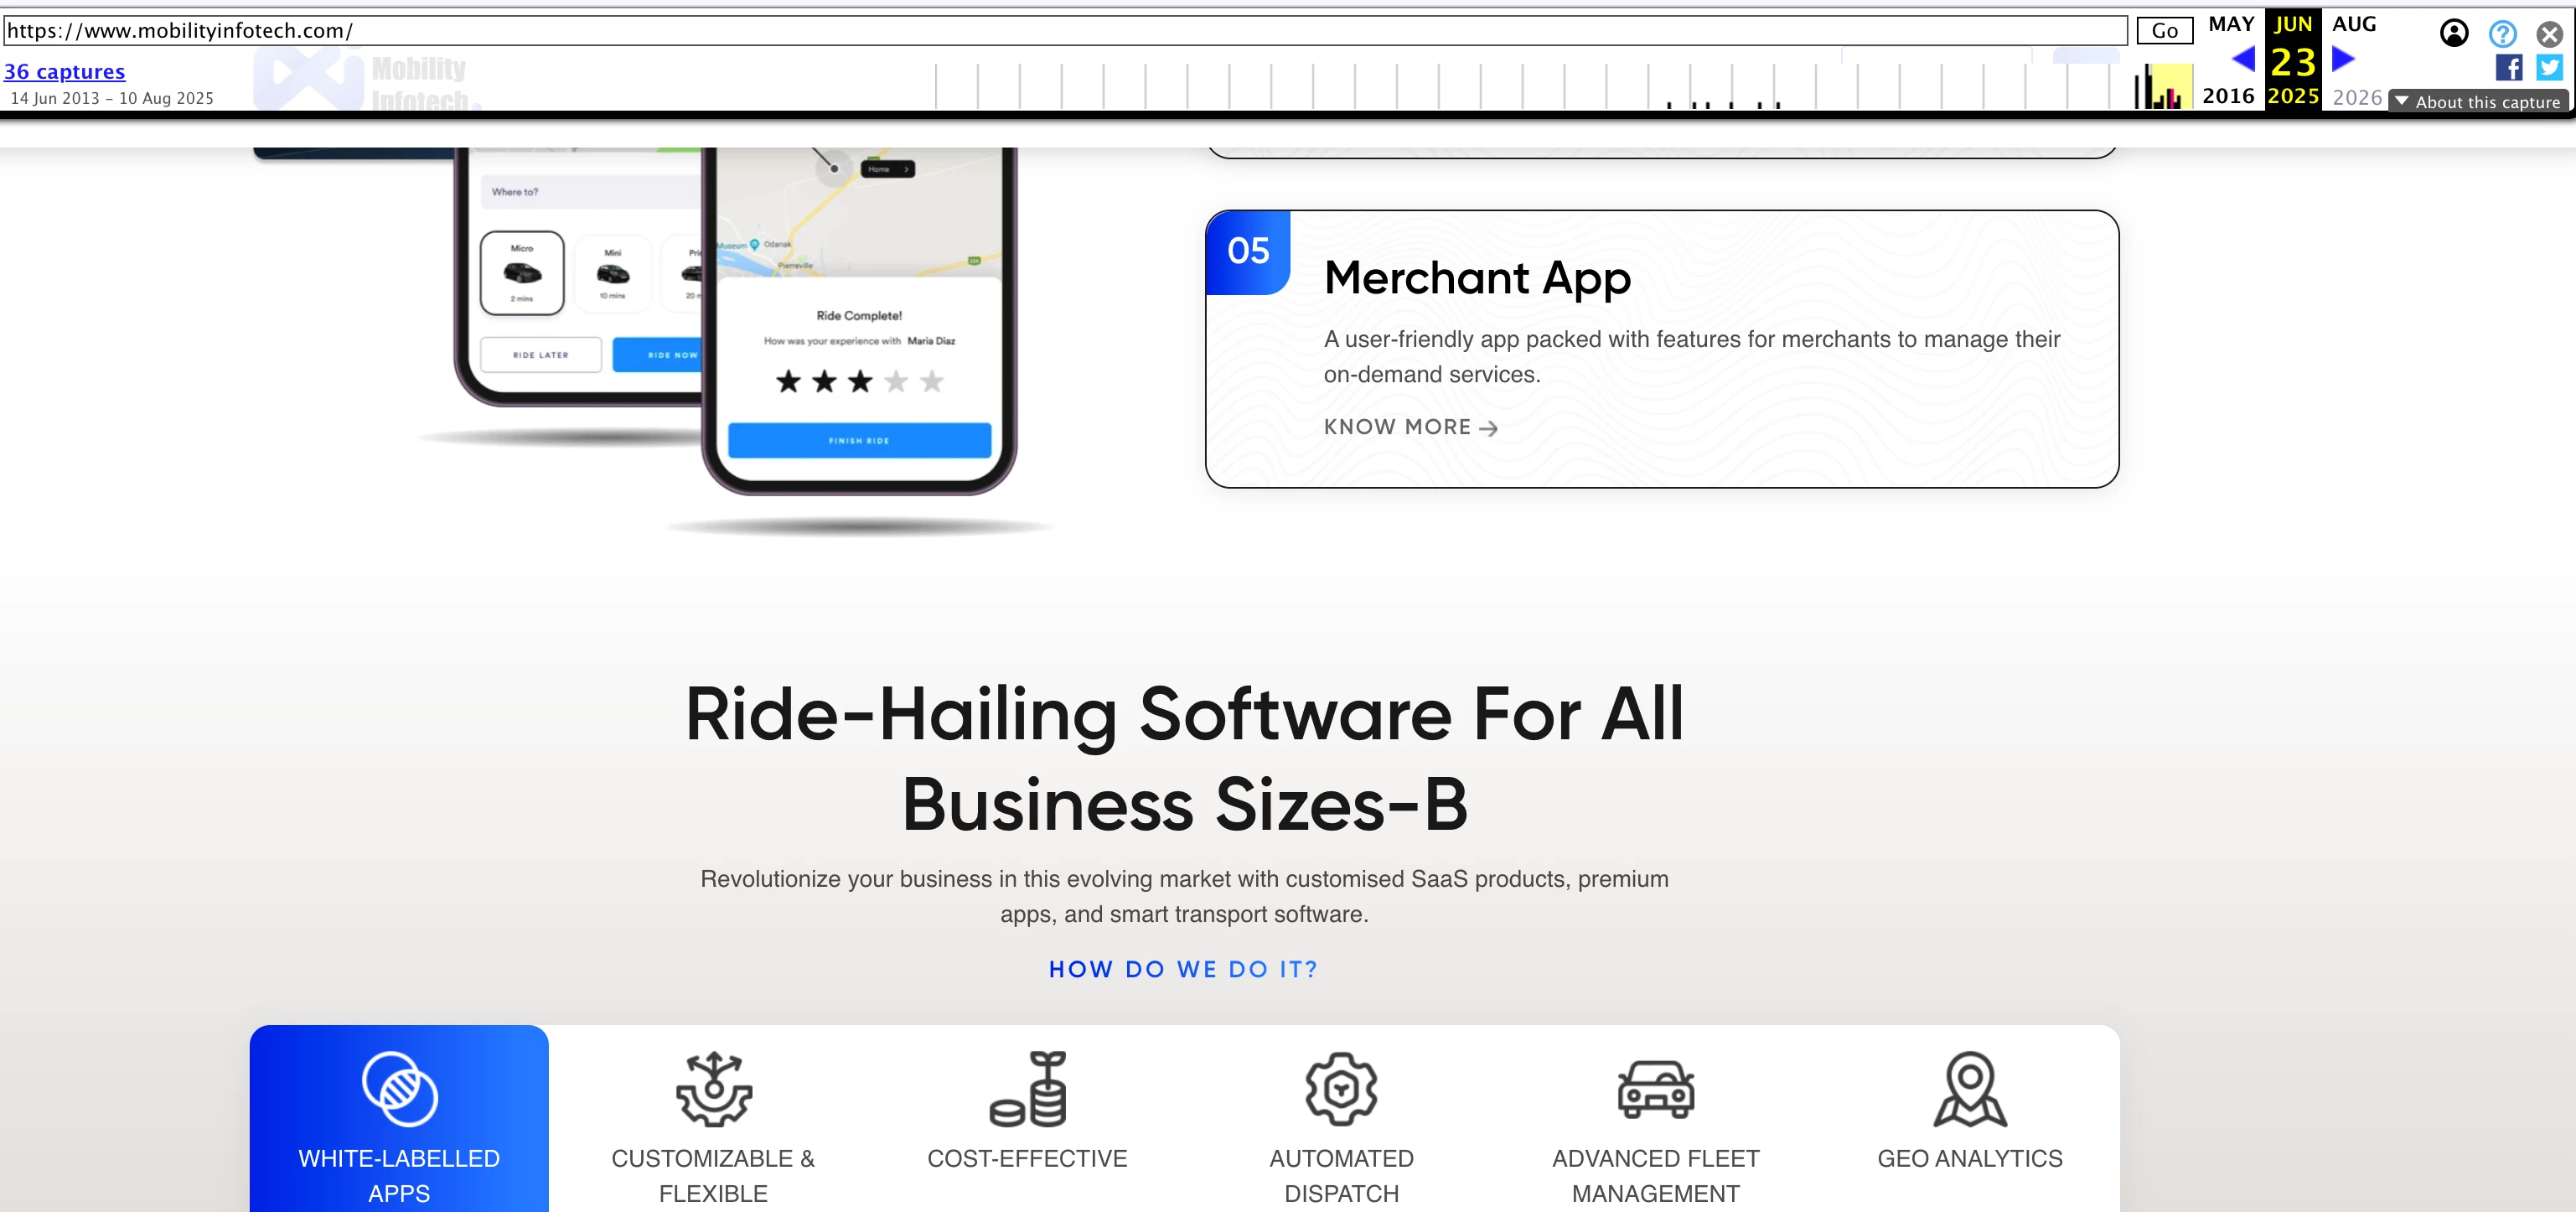 https://www.mobilityinfotech.com/
Go
MAY
JUN
AUG
36 captures
23
14 Jun 2013 – 10 Aug 2025
2016
2025
2026
About this capture
Mobility
Infotech
Where to?
Micro
2 mins
Mini
10 mins
RIDE LATER
RIDE NOW
Home
Museum
Odanak
Pierreville
Ride Complete!
How was your experience with Maria Diaz
FINISH RIDE
05
Merchant App
A user-friendly app packed with features for merchants to manage their
on-demand services.
KNOW MORE
Ride-Hailing Software For All
Business Sizes-B
Revolutionize your business in this evolving market with customised SaaS products, premium
apps, and smart transport software.
HOW DO WE DO IT?
WHITE-LABELLED
APPS
CUSTOMIZABLE &
FLEXIBLE
COST-EFFECTIVE
AUTOMATED
DISPATCH
ADVANCED FLEET
MANAGEMENT
GEO ANALYTICS